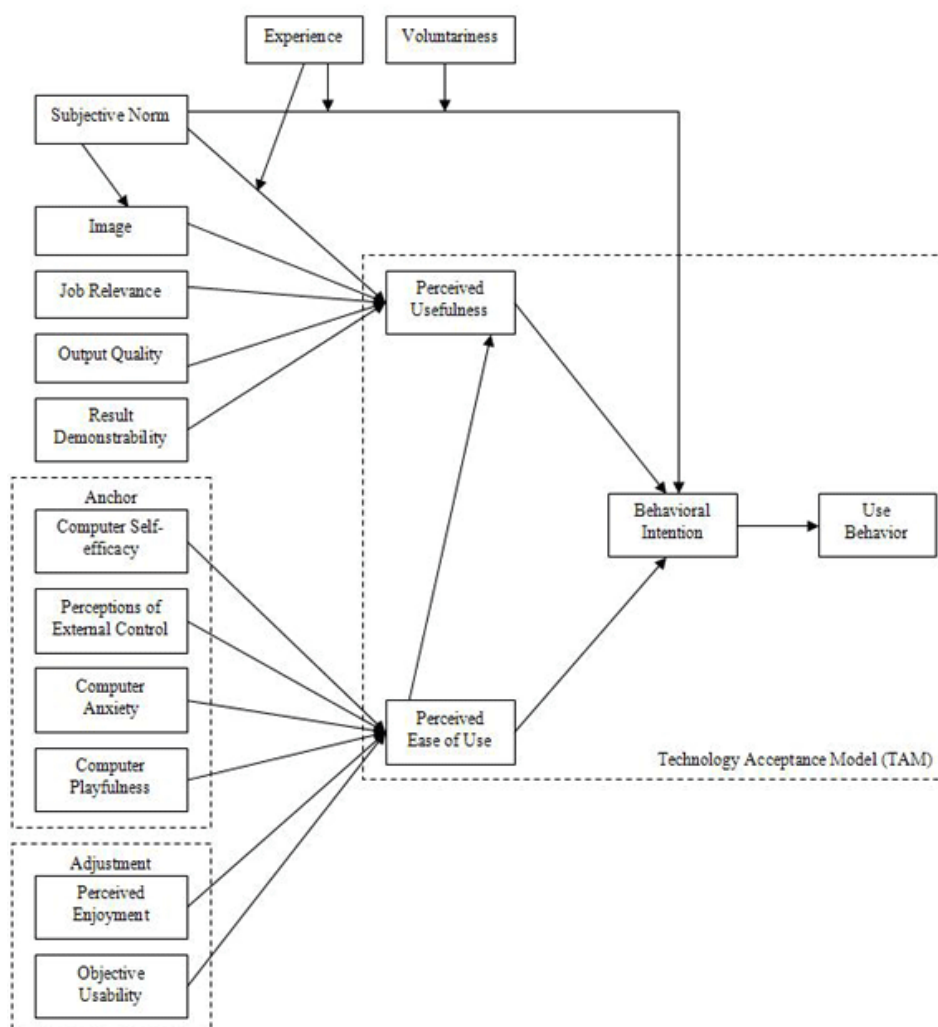 Experience
Voluntariness
Subjective Norm
Image
Job Relevance
Perceived
Usefulness
Output Quality
Result
Demonstrability
Anchor
Computer Self-
efficacy
Behavioral
Intention
Use
Behavior
Perceptions of
External Control
Computer
Anxiety
Perceived
Ease of Use
Technology Acceptance Model (TAM)
Computer
Playfulness
Adjustment
Perceived
Enjoyment
Objective
Usability